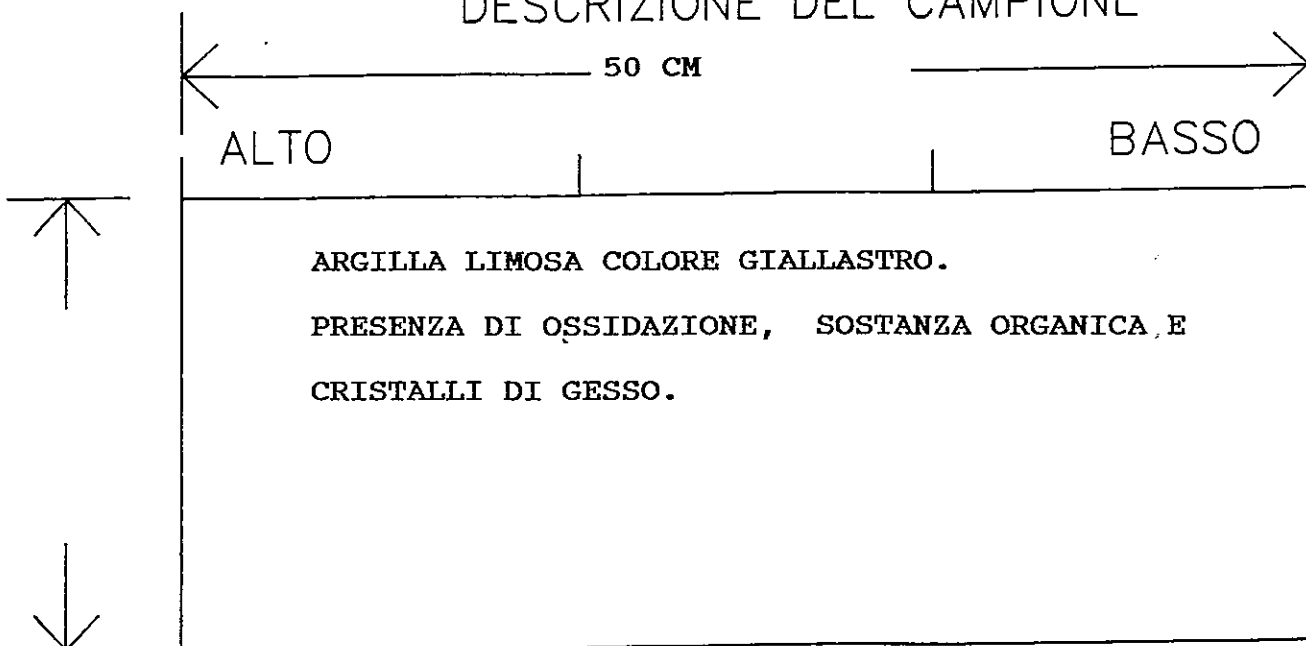 DESCRIZIONE DEL CAMPIONE
50 CM
ALTO BASSO
ARGILLA LIMOSA COLORE GIALLASTRO.
PRESENZA DI OSSIDAZIONE, SOSTANZA ORGANICA E
CRISTALLI DI GESSO.